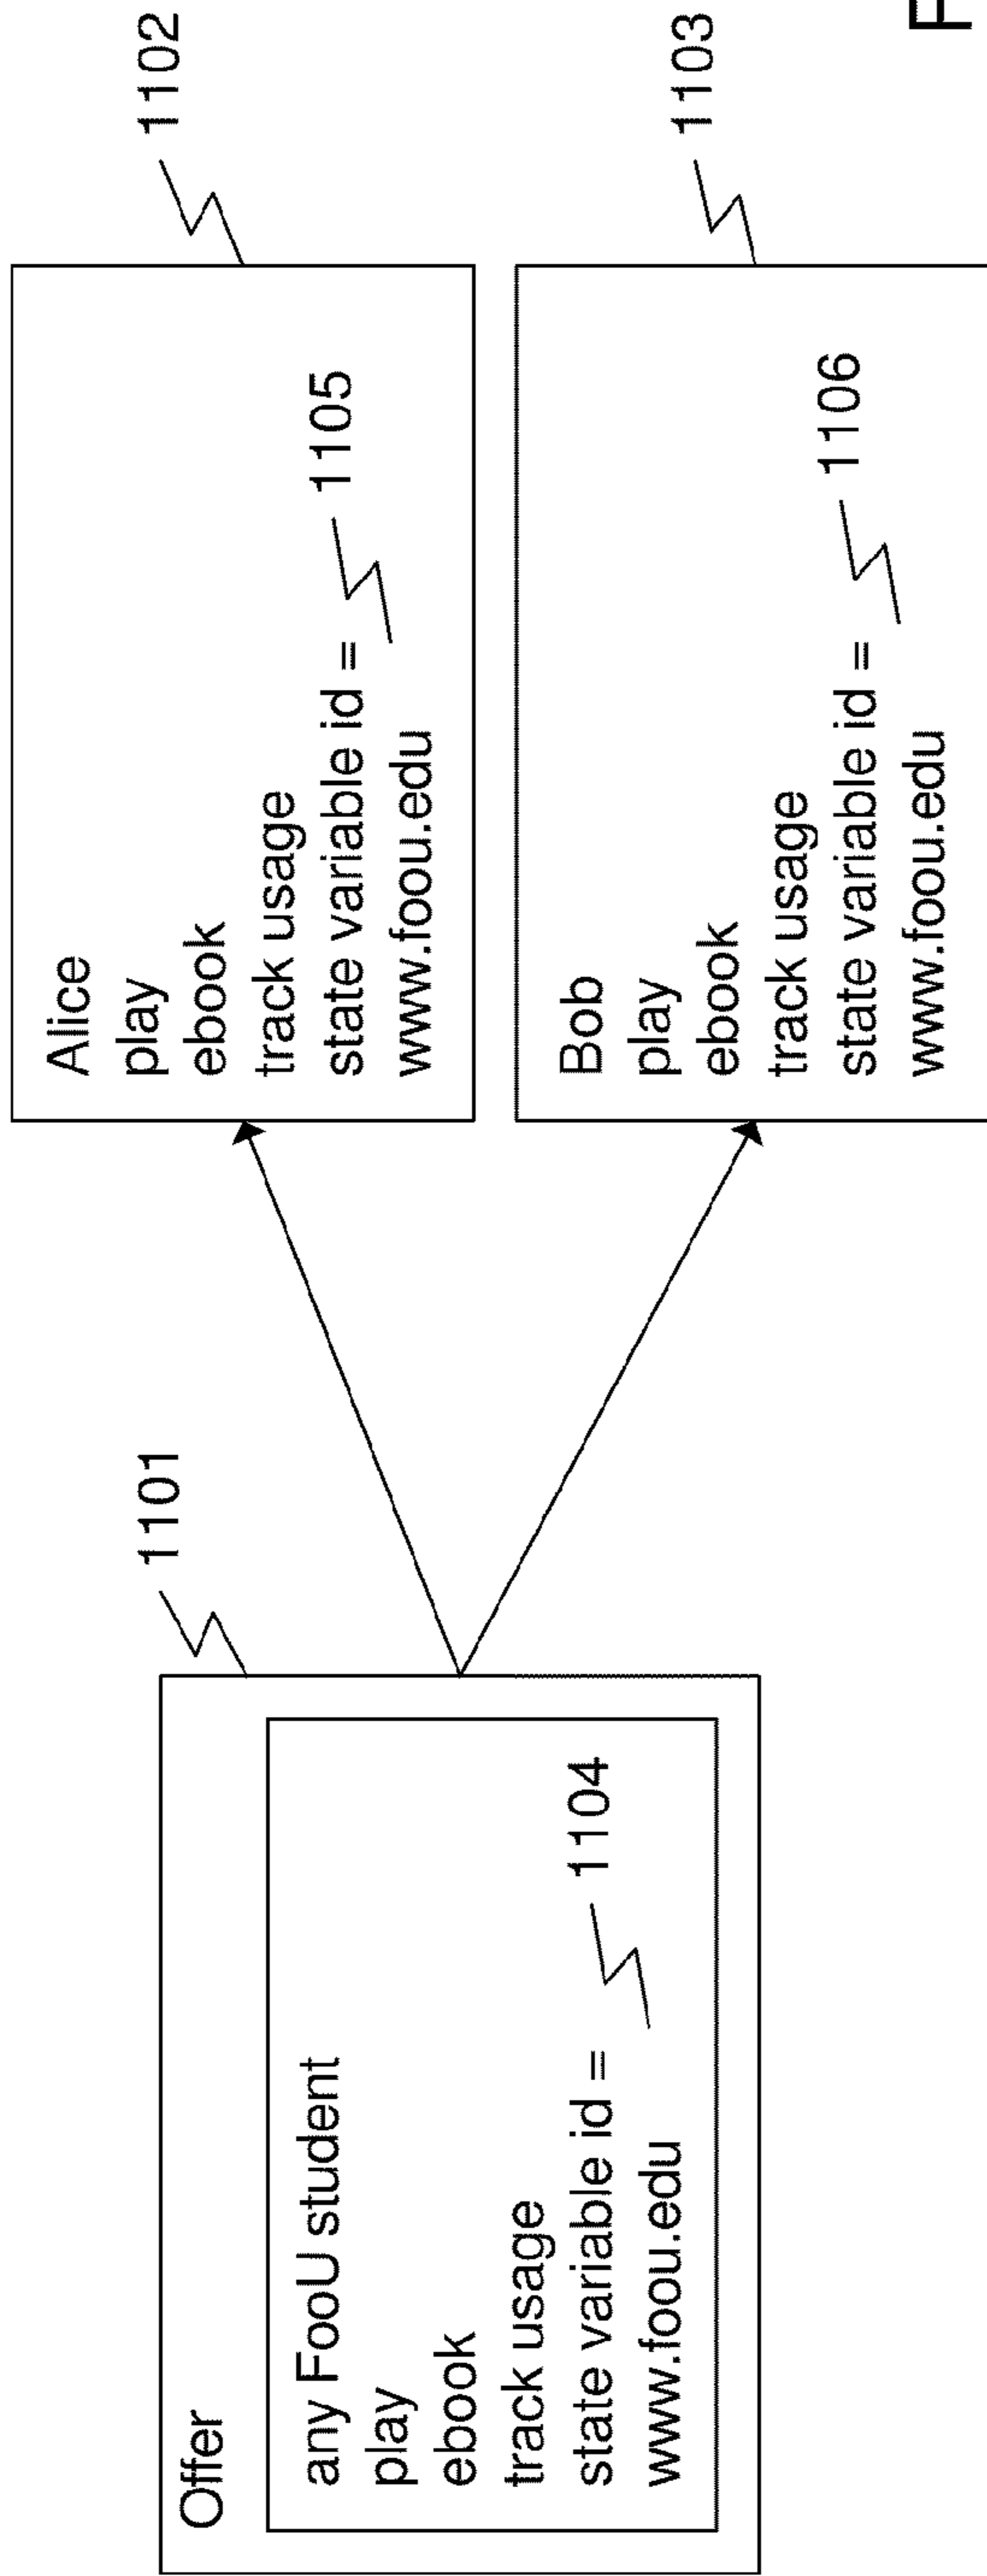 Offer
1101
any FooU student
play
ebook
track usage
state variable id =
www.foou.edu
1104
Alice
play
ebook
track usage
state variable id =
www.foou.edu
1102
1105
Bob
play
ebook
track usage
state variable id =
www.foou.edu
1103
1106
F